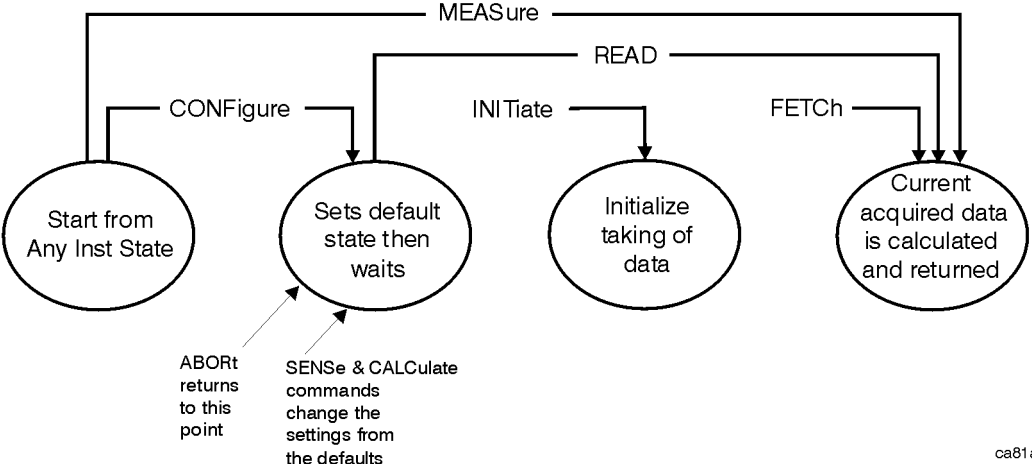 MEASure
READ
CONFigure
INITiate
FETCh
Start from
Any Inst State
Sets default
state then
waits
Initialize
taking of
data
Current
acquired data
is calculated
and returned
ABORt
returns
to this
point
SENSe & CALCulate
commands
change the
settings from
the defaults